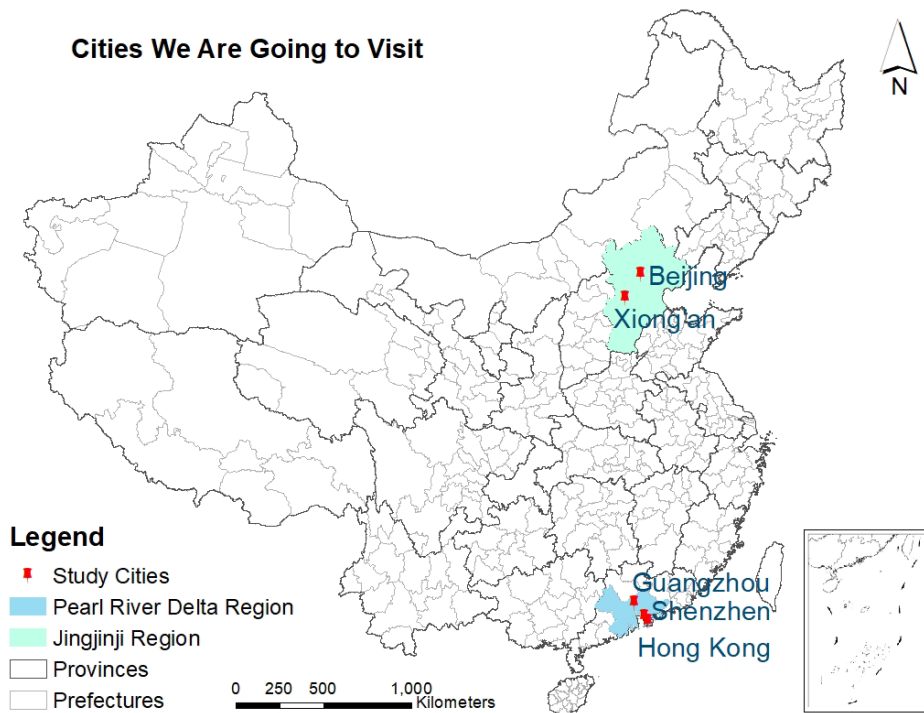 Cities We Are Going to Visit
N
Beijing
Xiong'an
Guangzhou
Shenzhen
Hong Kong
Legend
Study Cities
Pearl River Delta Region
Jingjinji Region
Provinces
Prefectures
0 250 500 1,000
Kilometers